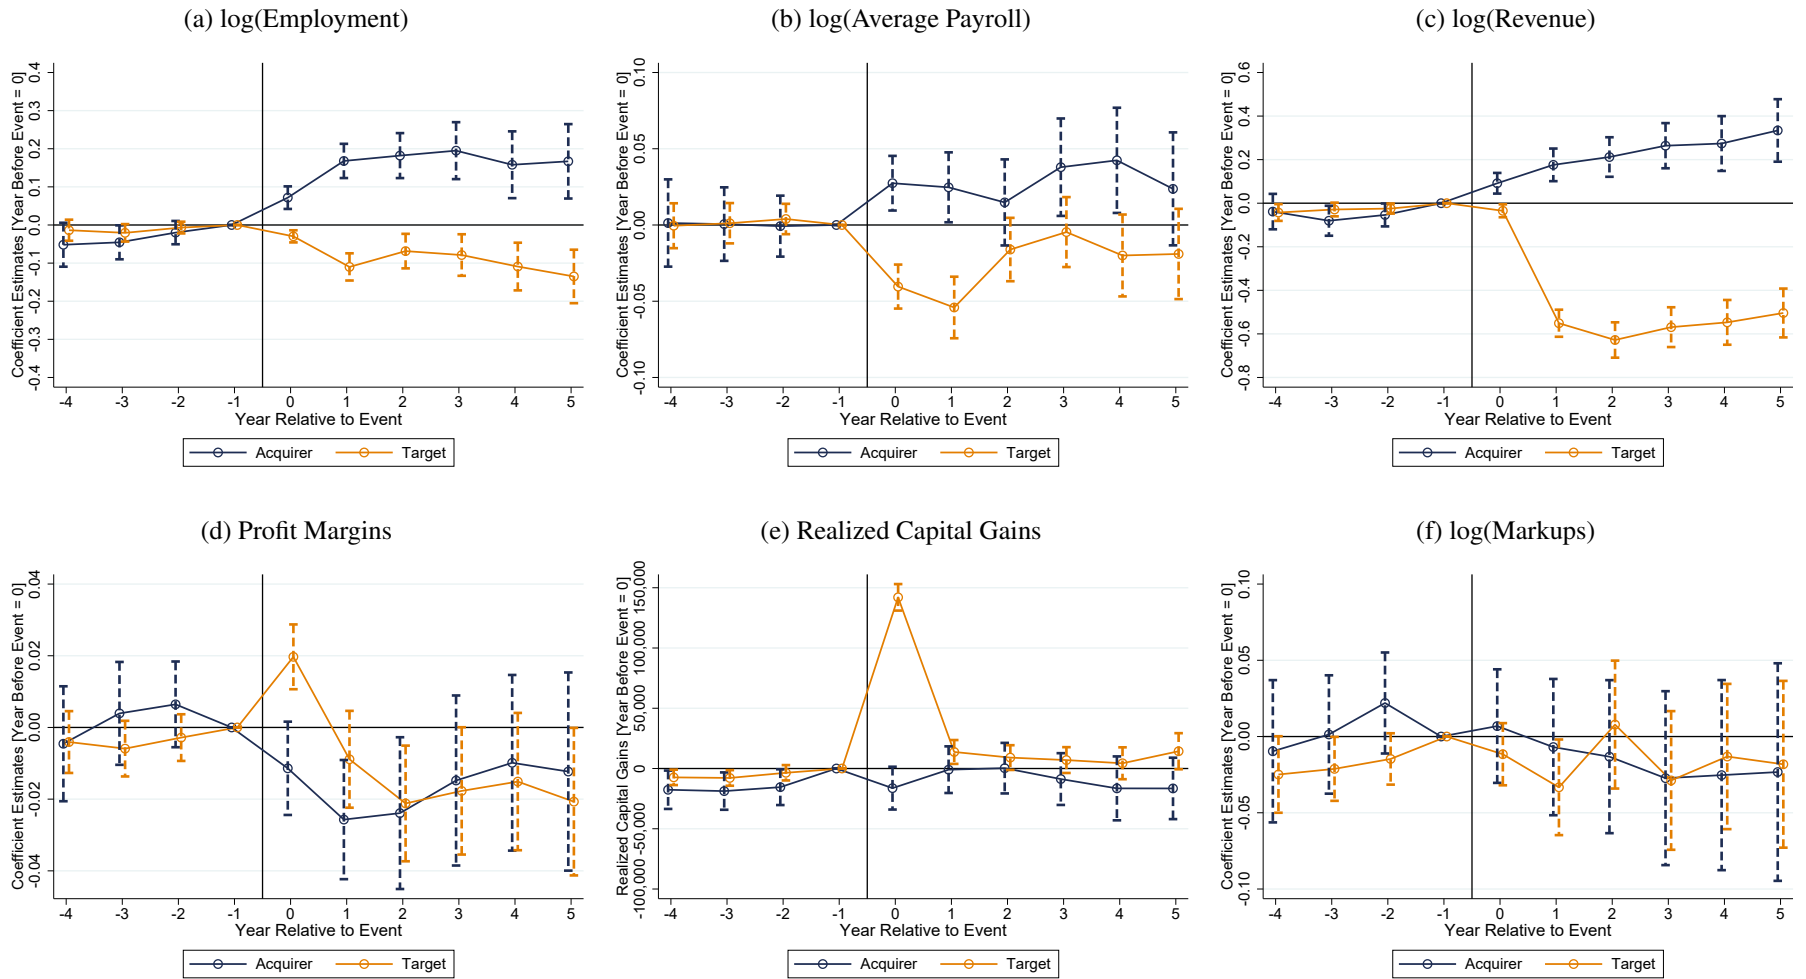 (a) log(Employment)
Coefficient Estimates [Year Before Event = 0]
0.4
0.3
0.2
0.1
0.0
-0.1
-0.2
-0.3
-0.4
-4 -3 -2 -1 0 1 2 3 4 5
Year Relative to Event
Acquirer Target
(b) log(Average Payroll)
Coefficient Estimates [Year Before Event = 0]
0.10
0.05
0.00
-0.05
-0.10
-4 -3 -2 -1 0 1 2 3 4 5
Year Relative to Event
Acquirer Target
(c) log(Revenue)
Coefficient Estimates [Year Before Event = 0]
0.6
0.4
0.2
0.0
-0.2
-0.4
-0.6
-0.8
-4 -3 -2 -1 0 1 2 3 4 5
Year Relative to Event
Acquirer Target
(d) Profit Margins
Coefficient Estimates [Year Before Event = 0]
0.04
0.02
0.00
-0.02
-0.04
-4 -3 -2 -1 0 1 2 3 4 5
Year Relative to Event
Acquirer Target
(e) Realized Capital Gains
Realized Capital Gains [Year Before Event = 0]
150,000
100,000
50,000
0
-50,000
-100,000
-4 -3 -2 -1 0 1 2 3 4 5
Year Relative to Event
Acquirer Target
(f) log(Markups)
Coefficient Estimates [Year Before Event = 0]
0.10
0.05
0.00
-0.05
-0.10
-4 -3 -2 -1 0 1 2 3 4 5
Year Relative to Event
Acquirer Target